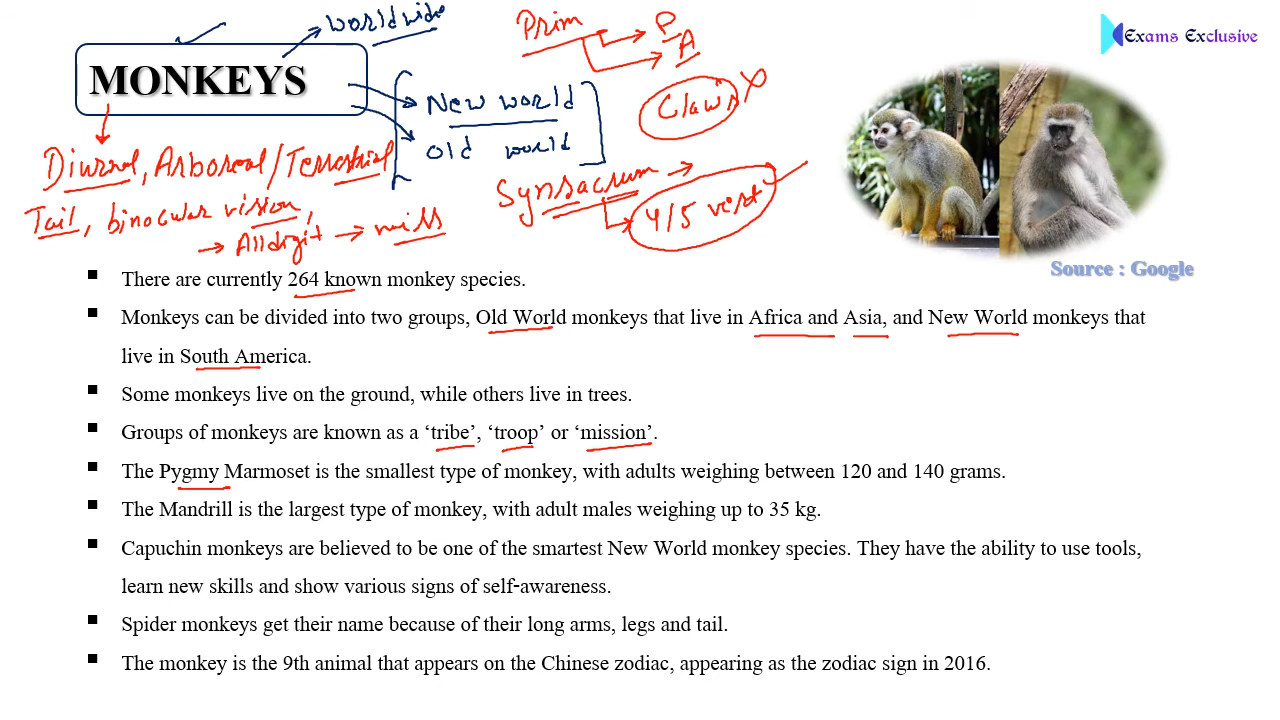 worldwide
Prim → P
A
Exams Exclusive
MONKEYS
New world
old world
Claws X
Diurnal, Arboreal/Terrestrial
Synsacrum →
4/5 vert
Tail, binocular vision,
→ All digit → nails
Source : Google
▪ There are currently 264 known monkey species.
▪ Monkeys can be divided into two groups, Old World monkeys that live in Africa and Asia, and New World monkeys that
live in South America.
▪ Some monkeys live on the ground, while others live in trees.
▪ Groups of monkeys are known as a ‘tribe’, ‘troop’ or ‘mission’.
▪ The Pygmy Marmoset is the smallest type of monkey, with adults weighing between 120 and 140 grams.
▪ The Mandrill is the largest type of monkey, with adult males weighing up to 35 kg.
▪ Capuchin monkeys are believed to be one of the smartest New World monkey species. They have the ability to use tools,
learn new skills and show various signs of self-awareness.
▪ Spider monkeys get their name because of their long arms, legs and tail.
▪ The monkey is the 9th animal that appears on the Chinese zodiac, appearing as the zodiac sign in 2016.